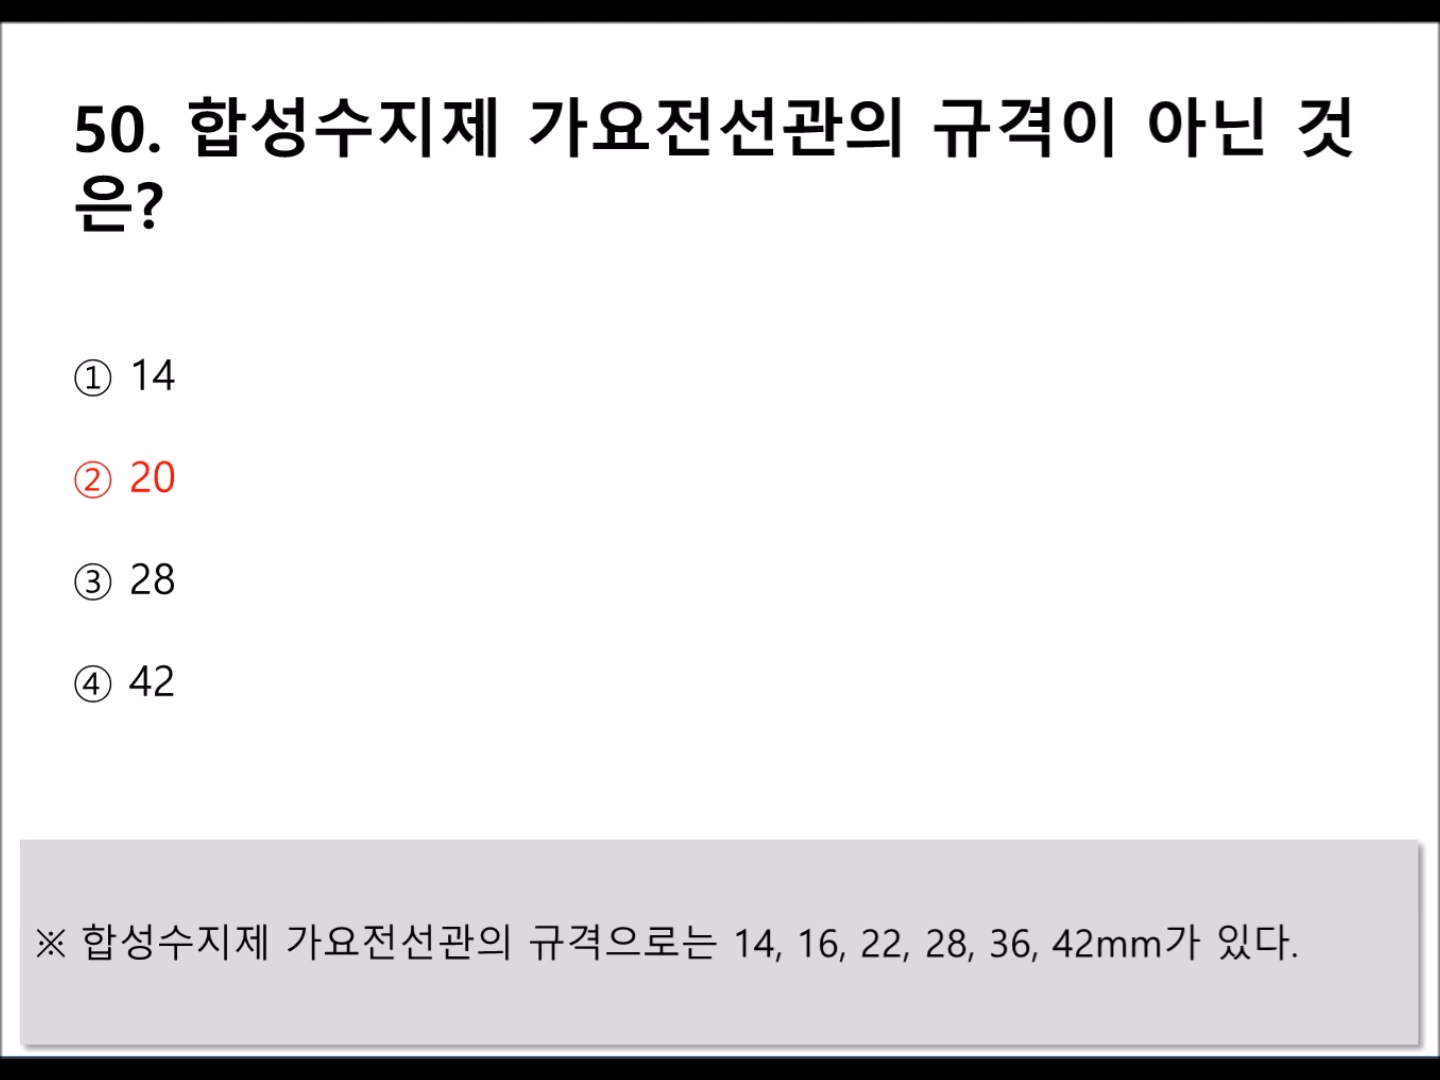 50. 합성수지제 가요전선관의 규격이 아닌 것
은?
① 14
② 20
③ 28
④ 42
※ 합성수지제 가요전선관의 규격으로는 14, 16, 22, 28, 36, 42mm가 있다.